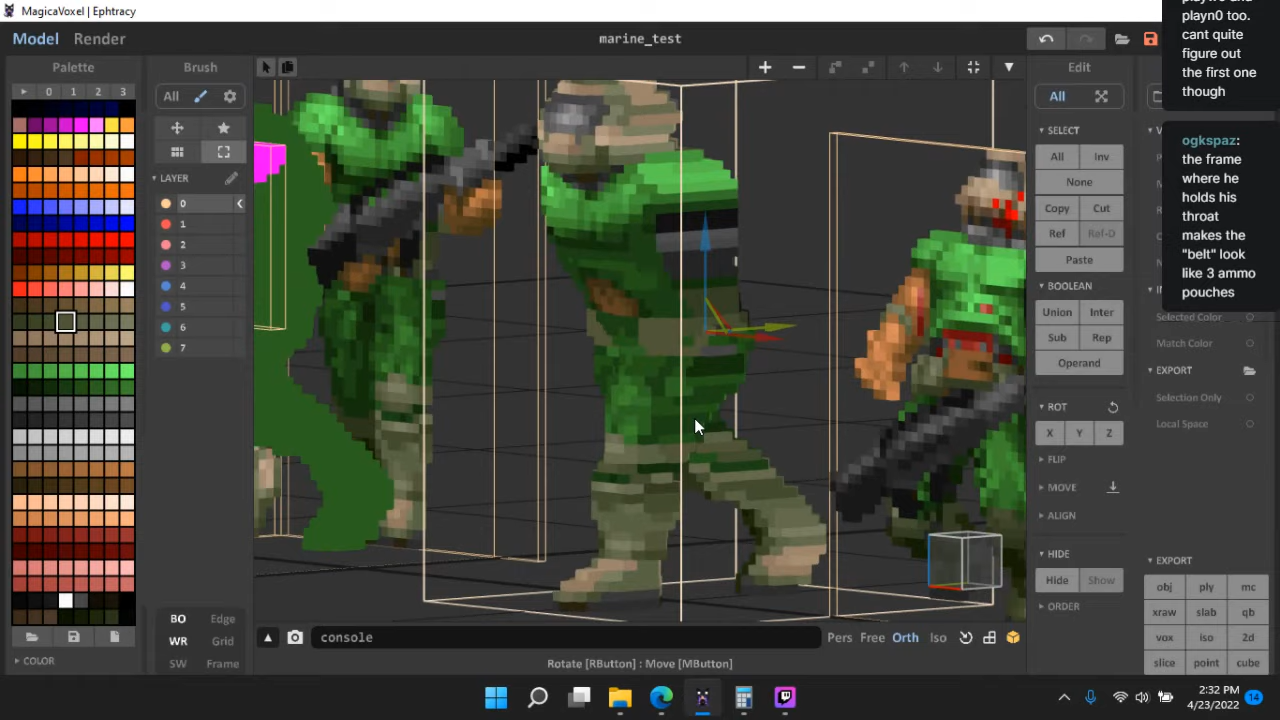 MagicaVoxel | Ephtracy
Model Render
marine_test
playn0 too.
cant quite
figure out
the first one
though
ogkspaz:
the frame
where he
holds his
throat
makes the
"belt" look
like 3 ammo
pouches
Palette
0 1 2 3
COLOR
Brush
All
LAYER
0
1
2
3
4
5
6
7
BO Edge
WR Grid
SW Frame
console
Pers Free Orth Iso
Rotate [RButton] : Move [MButton]
Edit
All
SELECT
All Inv
None
Copy Cut
Ref Ref-D
Paste
BOOLEAN
Union Inter
Sub Rep
Operand
ROT
X Y Z
FLIP
MOVE
ALIGN
HIDE
Hide Show
ORDER
Selected Color
Match Color
EXPORT
Selection Only
Local Space
EXPORT
obj ply mc
xraw slab qb
vox iso 2d
slice point cube
2:32 PM
4/23/2022
14